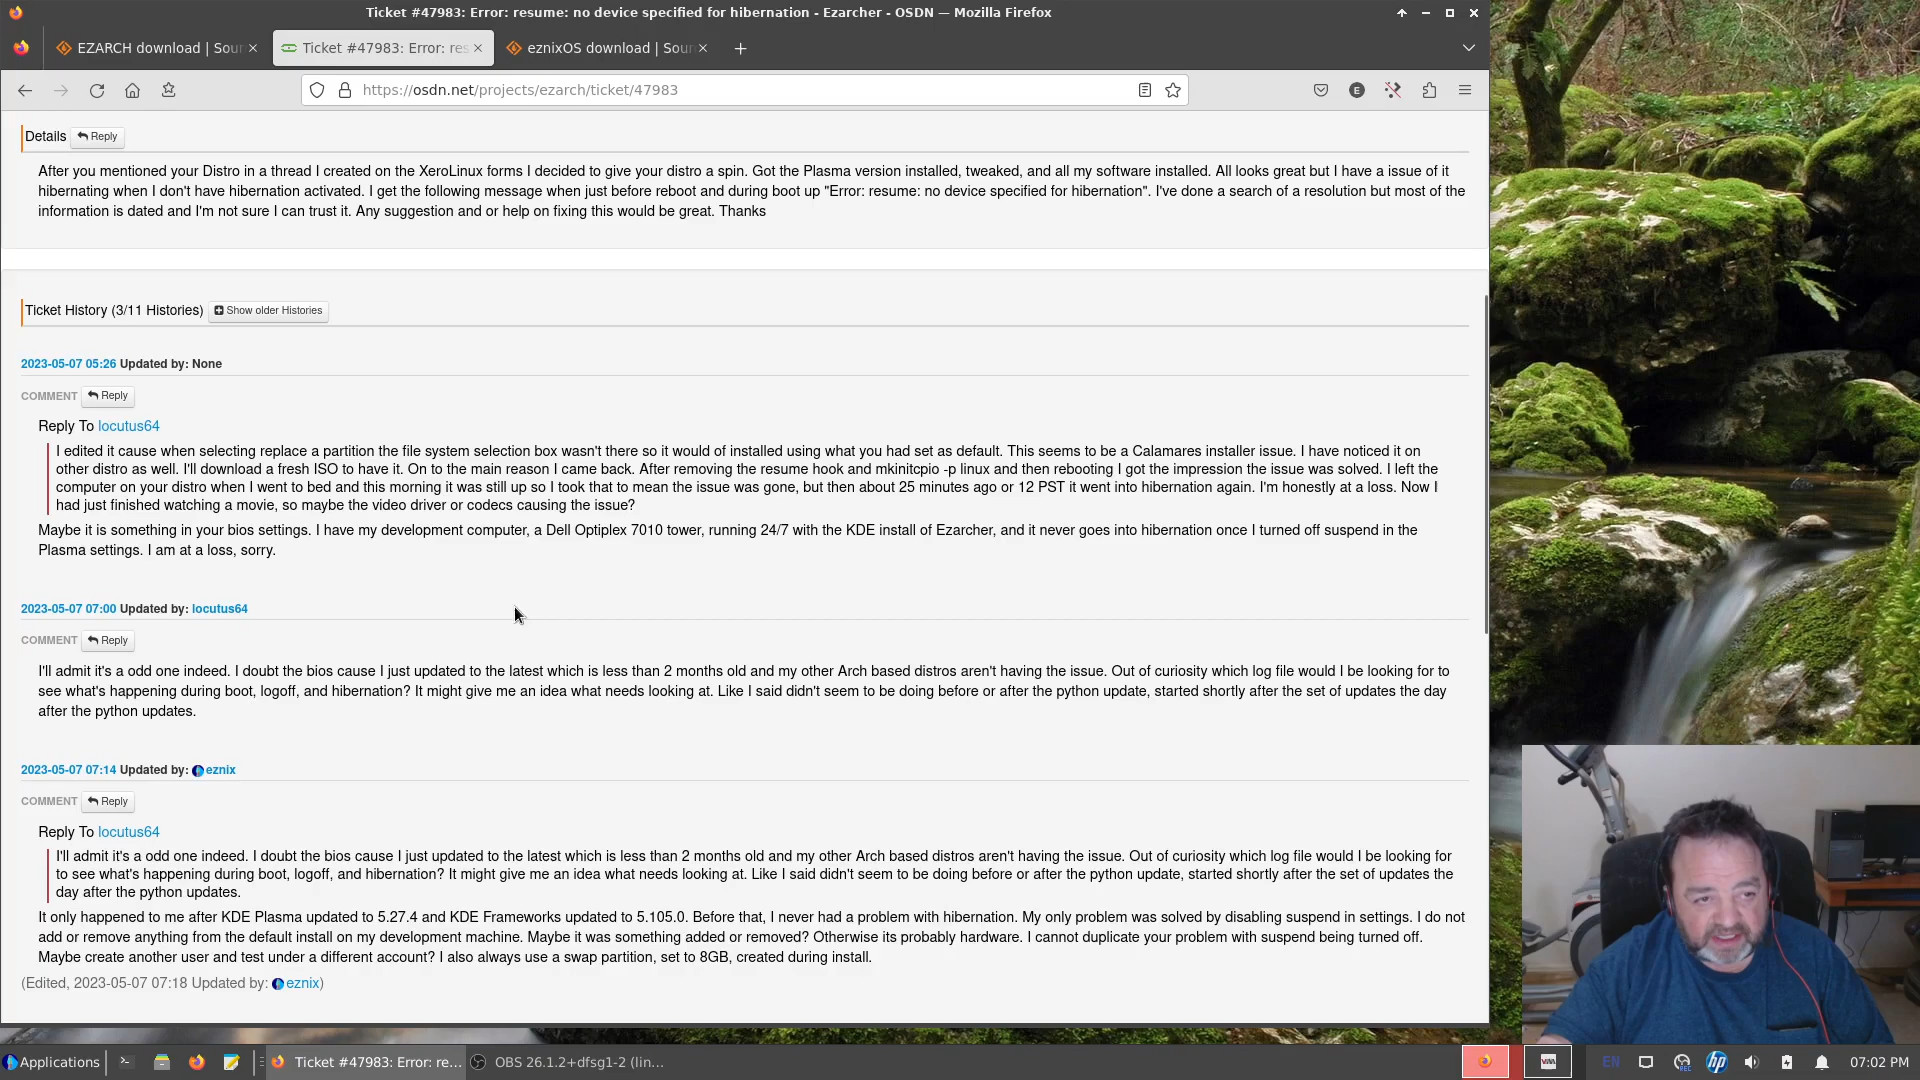 Ticket #47983: Error: resume: no device specified for hibernation - Ezarcher - OSDN — Mozilla Firefox
EZARCH download | Sour
Ticket #47983: Error: res
eznixOS download | Sour
https://osdn.net/projects/ezarch/ticket/47983
E
Details Reply
After you mentioned your Distro in a thread I created on the XeroLinux forms I decided to give your distro a spin. Got the Plasma version installed, tweaked, and all my software installed. All looks great but I have a issue of it
hibernating when I don't have hibernation activated. I get the following message when just before reboot and during boot up "Error: resume: no device specified for hibernation". I've done a search of a resolution but most of the
information is dated and I'm not sure I can trust it. Any suggestion and or help on fixing this would be great. Thanks
Ticket History (3/11 Histories) Show older Histories
2023-05-07 05:26 Updated by: None
COMMENT Reply
Reply To locutus64
I edited it cause when selecting replace a partition the file system selection box wasn't there so it would of installed using what you had set as default. This seems to be a Calamares installer issue. I have noticed it on
other distro as well. I'll download a fresh ISO to have it. On to the main reason I came back. After removing the resume hook and mkinitcpio -p linux and then rebooting I got the impression the issue was solved. I left the
computer on your distro when I went to bed and this morning it was still up so I took that to mean the issue was gone, but then about 25 minutes ago or 12 PST it went into hibernation again. I'm honestly at a loss. Now I
had just finished watching a movie, so maybe the video driver or codecs causing the issue?
Maybe it is something in your bios settings. I have my development computer, a Dell Optiplex 7010 tower, running 24/7 with the KDE install of Ezarcher, and it never goes into hibernation once I turned off suspend in the
Plasma settings. I am at a loss, sorry.
2023-05-07 07:00 Updated by: locutus64
COMMENT Reply
I'll admit it's a odd one indeed. I doubt the bios cause I just updated to the latest which is less than 2 months old and my other Arch based distros aren't having the issue. Out of curiosity which log file would I be looking for to
see what's happening during boot, logoff, and hibernation? It might give me an idea what needs looking at. Like I said didn't seem to be doing before or after the python update, started shortly after the set of updates the day
after the python updates.
2023-05-07 07:14 Updated by: eznix
COMMENT Reply
Reply To locutus64
I'll admit it's a odd one indeed. I doubt the bios cause I just updated to the latest which is less than 2 months old and my other Arch based distros aren't having the issue. Out of curiosity which log file would I be looking for
to see what's happening during boot, logoff, and hibernation? It might give me an idea what needs looking at. Like I said didn't seem to be doing before or after the python update, started shortly after the set of updates the
day after the python updates.
It only happened to me after KDE Plasma updated to 5.27.4 and KDE Frameworks updated to 5.105.0. Before that, I never had a problem with hibernation. My only problem was solved by disabling suspend in settings. I do not
add or remove anything from the default install on my development machine. Maybe it was something added or removed? Otherwise its probably hardware. I cannot duplicate your problem with suspend being turned off.
Maybe create another user and test under a different account? I also always use a swap partition, set to 8GB, created during install.
(Edited, 2023-05-07 07:18 Updated by: eznix)
Applications
Ticket #47983: Error: re...
OBS 26.1.2+dfsg1-2 (lin...
EN
REC
hp
07:02 PM